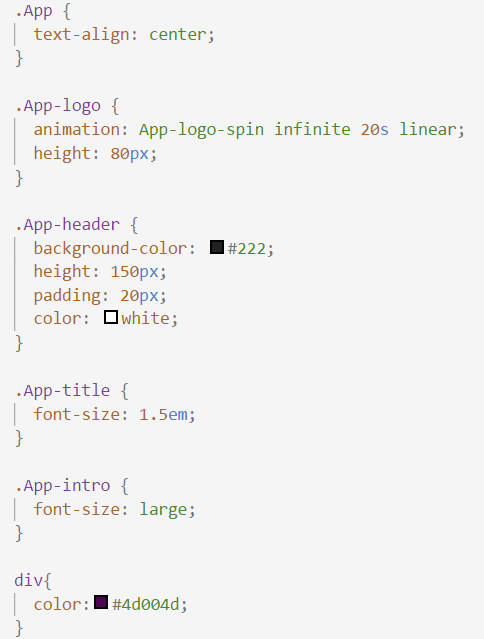 .App {
  text-align: center;
}

.App-logo {
  animation: App-logo-spin infinite 20s linear;
  height: 80px;
}

.App-header {
  background-color: #222;
  height: 150px;
  padding: 20px;
  color: white;
}

.App-title {
  font-size: 1.5em;
}

.App-intro {
  font-size: large;
}

div{
  color:#4d004d;
}